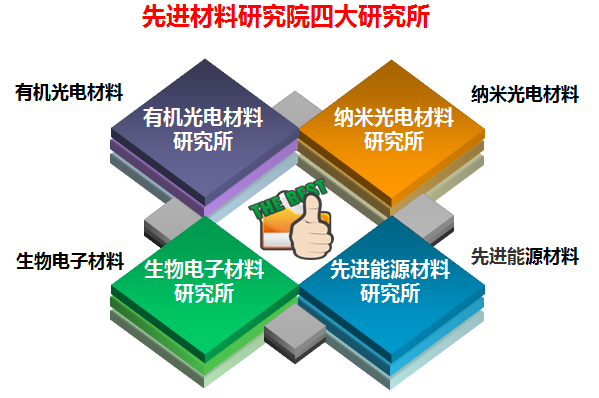 先进材料研究院四大研究所
有机光电材料
有机光电材料
研究所
纳米光电材料
研究所
纳米光电材料
THE BEST
生物电子材料
生物电子材料
研究所
先进能源材料
研究所
先进能源材料